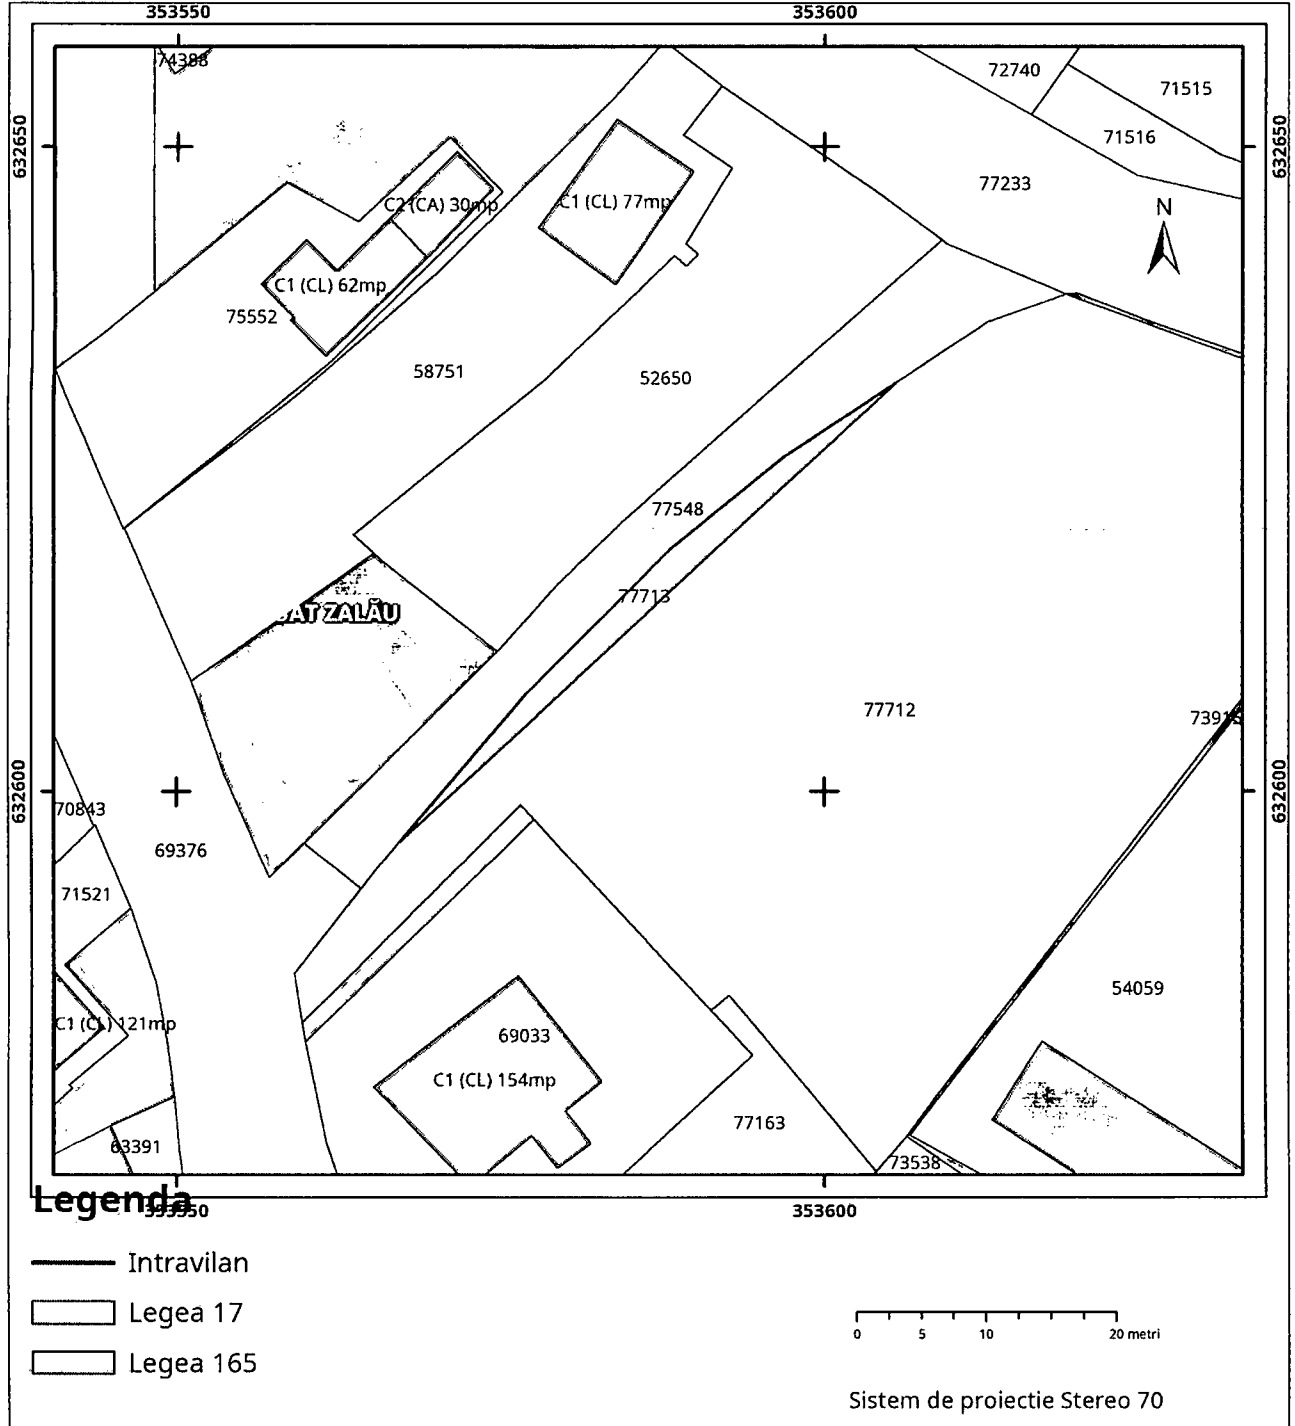 353550 353600
74388
72740
71515
632650
71516
632650
77233
C2 (CA) 30mp
C1 (CL) 77mp
N
C1 (CL) 62mp
75552
58751
52650
77548
77713
ZALĂU
77712
632600
70843
632600
69376
71521
54059
C1 (CL) 121mp
69033
C1 (CL) 154mp
77163
63391
73538
Legenda
353550 353600
Intravilan
Legea 17
Legea 165
0 5 10 20 metri
Sistem de proiectie Stereo 70